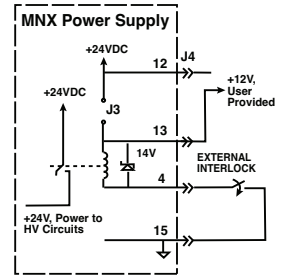 MNX Power Supply
+24VDC
12
J4
+12V,
User
Provided
+24VDC
J3
13
14V
EXTERNAL
INTERLOCK
4
+24V, Power to
HV Circuits
15